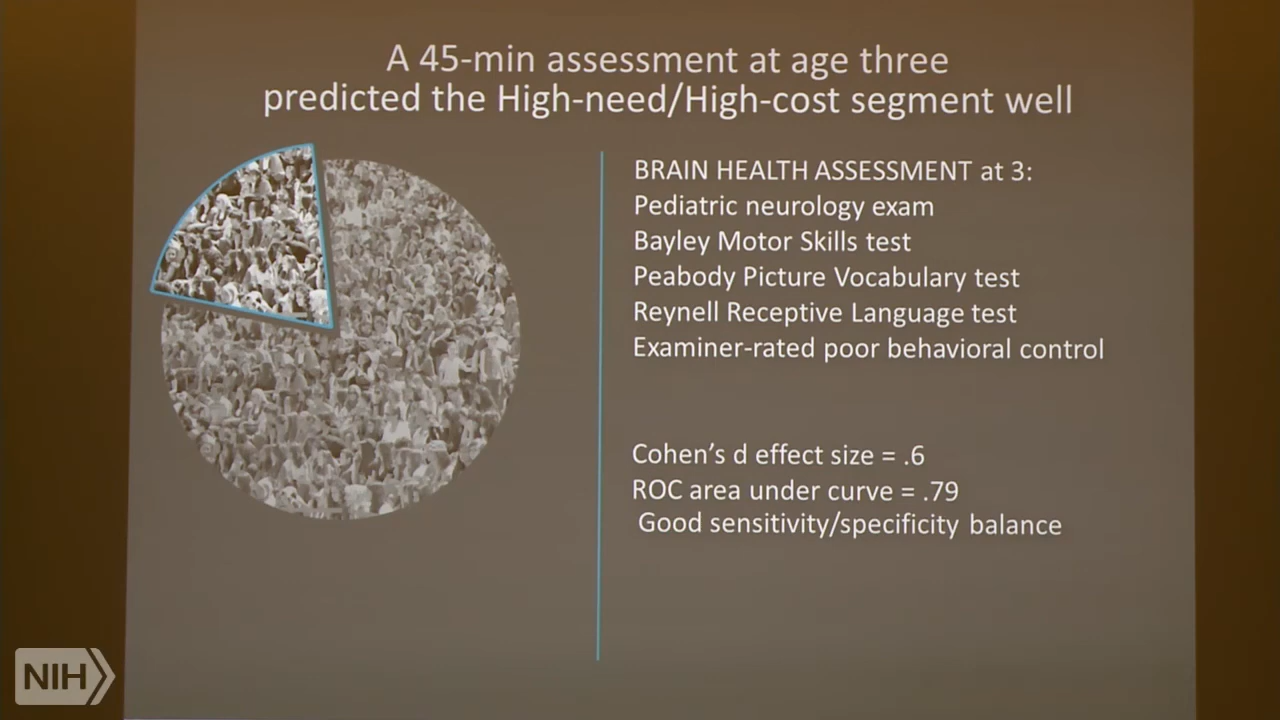 A 45-min assessment at age three
predicted the High-need/High-cost segment well
BRAIN HEALTH ASSESSMENT at 3:
Pediatric neurology exam
Bayley Motor Skills test
Peabody Picture Vocabulary test
Reynell Receptive Language test
Examiner-rated poor behavioral control
Cohen’s d effect size = .6
ROC area under curve = .79
Good sensitivity/specificity balance
NIH